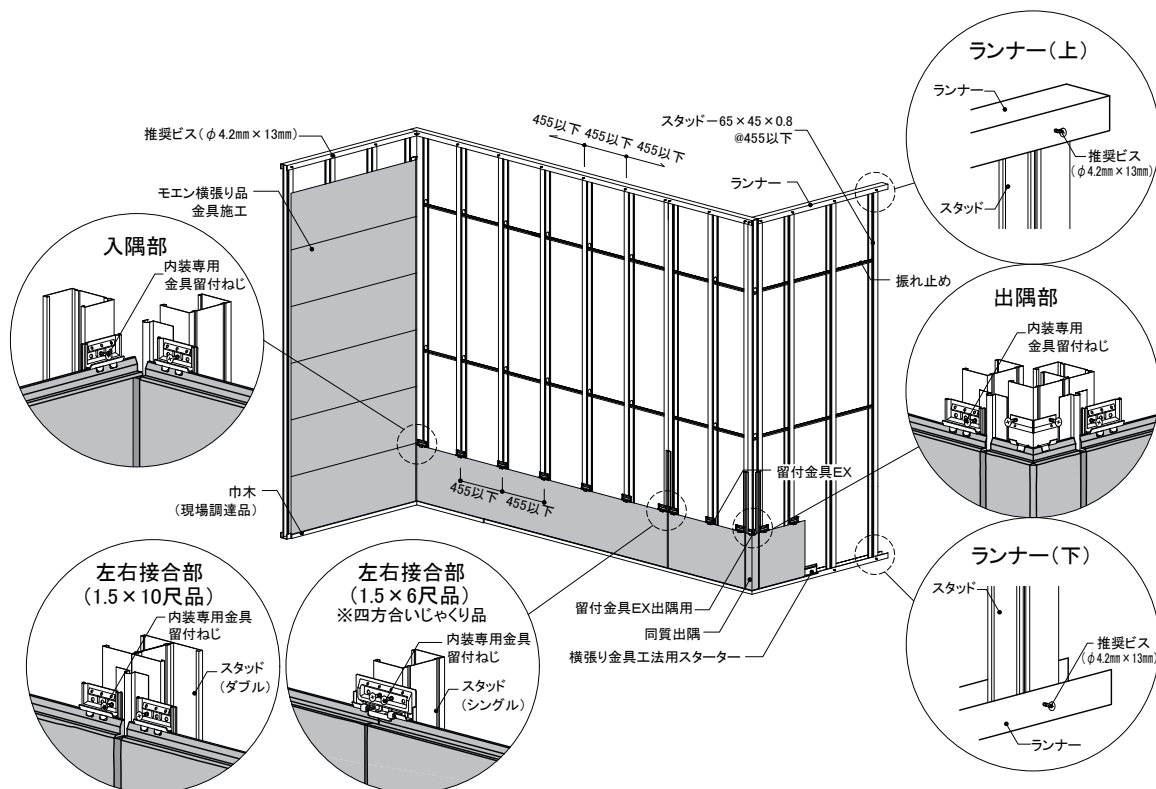 ランナー（上）
ランナー
推奨ビス
（φ4.2mm×13mm）
スタッド
455以下
455以下
455以下
スタッドー65×45×0.8
@455以下
推奨ビス（φ4.2mm×13mm）
ランナー
モエン横張り品
金具施工
入隅部
内装専用
金具留付ねじ
振れ止め
出隅部
内装専用
金具留付ねじ
留付金具EX
455以下
455以下
巾木
（現場調達品）
左右接合部
（1.5×10尺品）
内装専用金具
留付ねじ
スタッド
（ダブル）
左右接合部
（1.5×6尺品）
※四方合いじゃくり品
内装専用金具
留付ねじ
スタッド
（シングル）
留付金具EX出隅用
同質出隅
横張り金具工法用スターター
ランナー（下）
スタッド
推奨ビス
（φ4.2mm×13mm）
ランナー